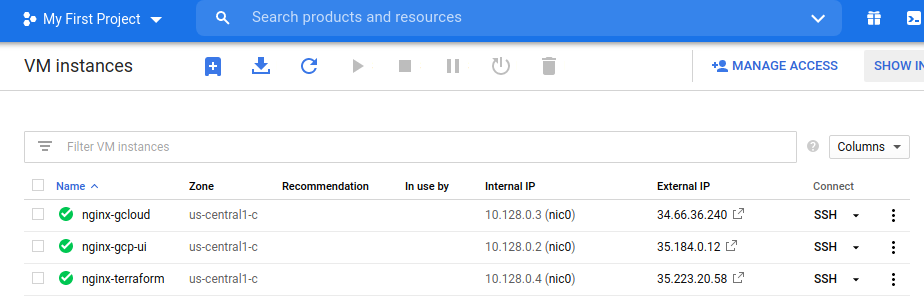 My First Project Search products and resources
VM instances MANAGE ACCESS SHOW IN
Filter VM instances ? Columns
Name Zone Recommendation In use by Internal IP External IP Connect
nginx-gcloud us-central1-c 10.128.0.3 (nic0) 34.66.36.240 SSH
nginx-gcp-ui us-central1-c 10.128.0.2 (nic0) 35.184.0.12 SSH
nginx-terraform us-central1-c 10.128.0.4 (nic0) 35.223.20.58 SSH